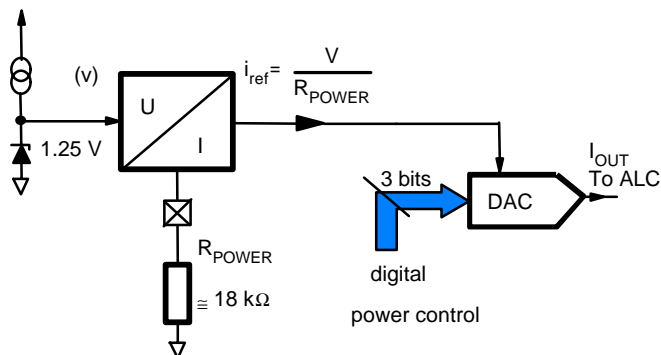 (v)
U
I
1.25 V
i_ref = V / R_POWER
R_POWER
≅ 18 kΩ
3 bits
DAC
I_OUT
To ALC
digital
power control